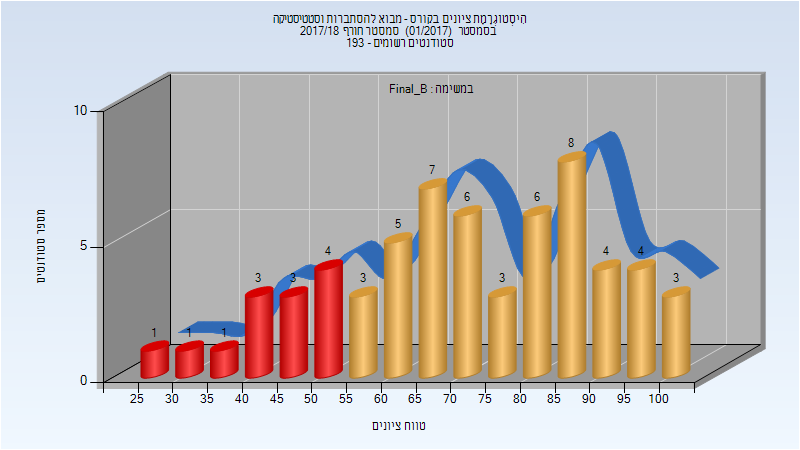 היסטוגרמת ציונים בקורס - מבוא להסתברות וסטטיסטיקה
בסמסטר (01/2017) סמסטר חורף 2017/18
סטודנטים רשומים - 193
במשימה : Final_B
10
5
0
מספר סטודנטים
1 1 1 3 3 4 3 5 7 6 3 6 8 4 4 3
25 30 35 40 45 50 55 60 65 70 75 80 85 90 95 100
טווח ציונים